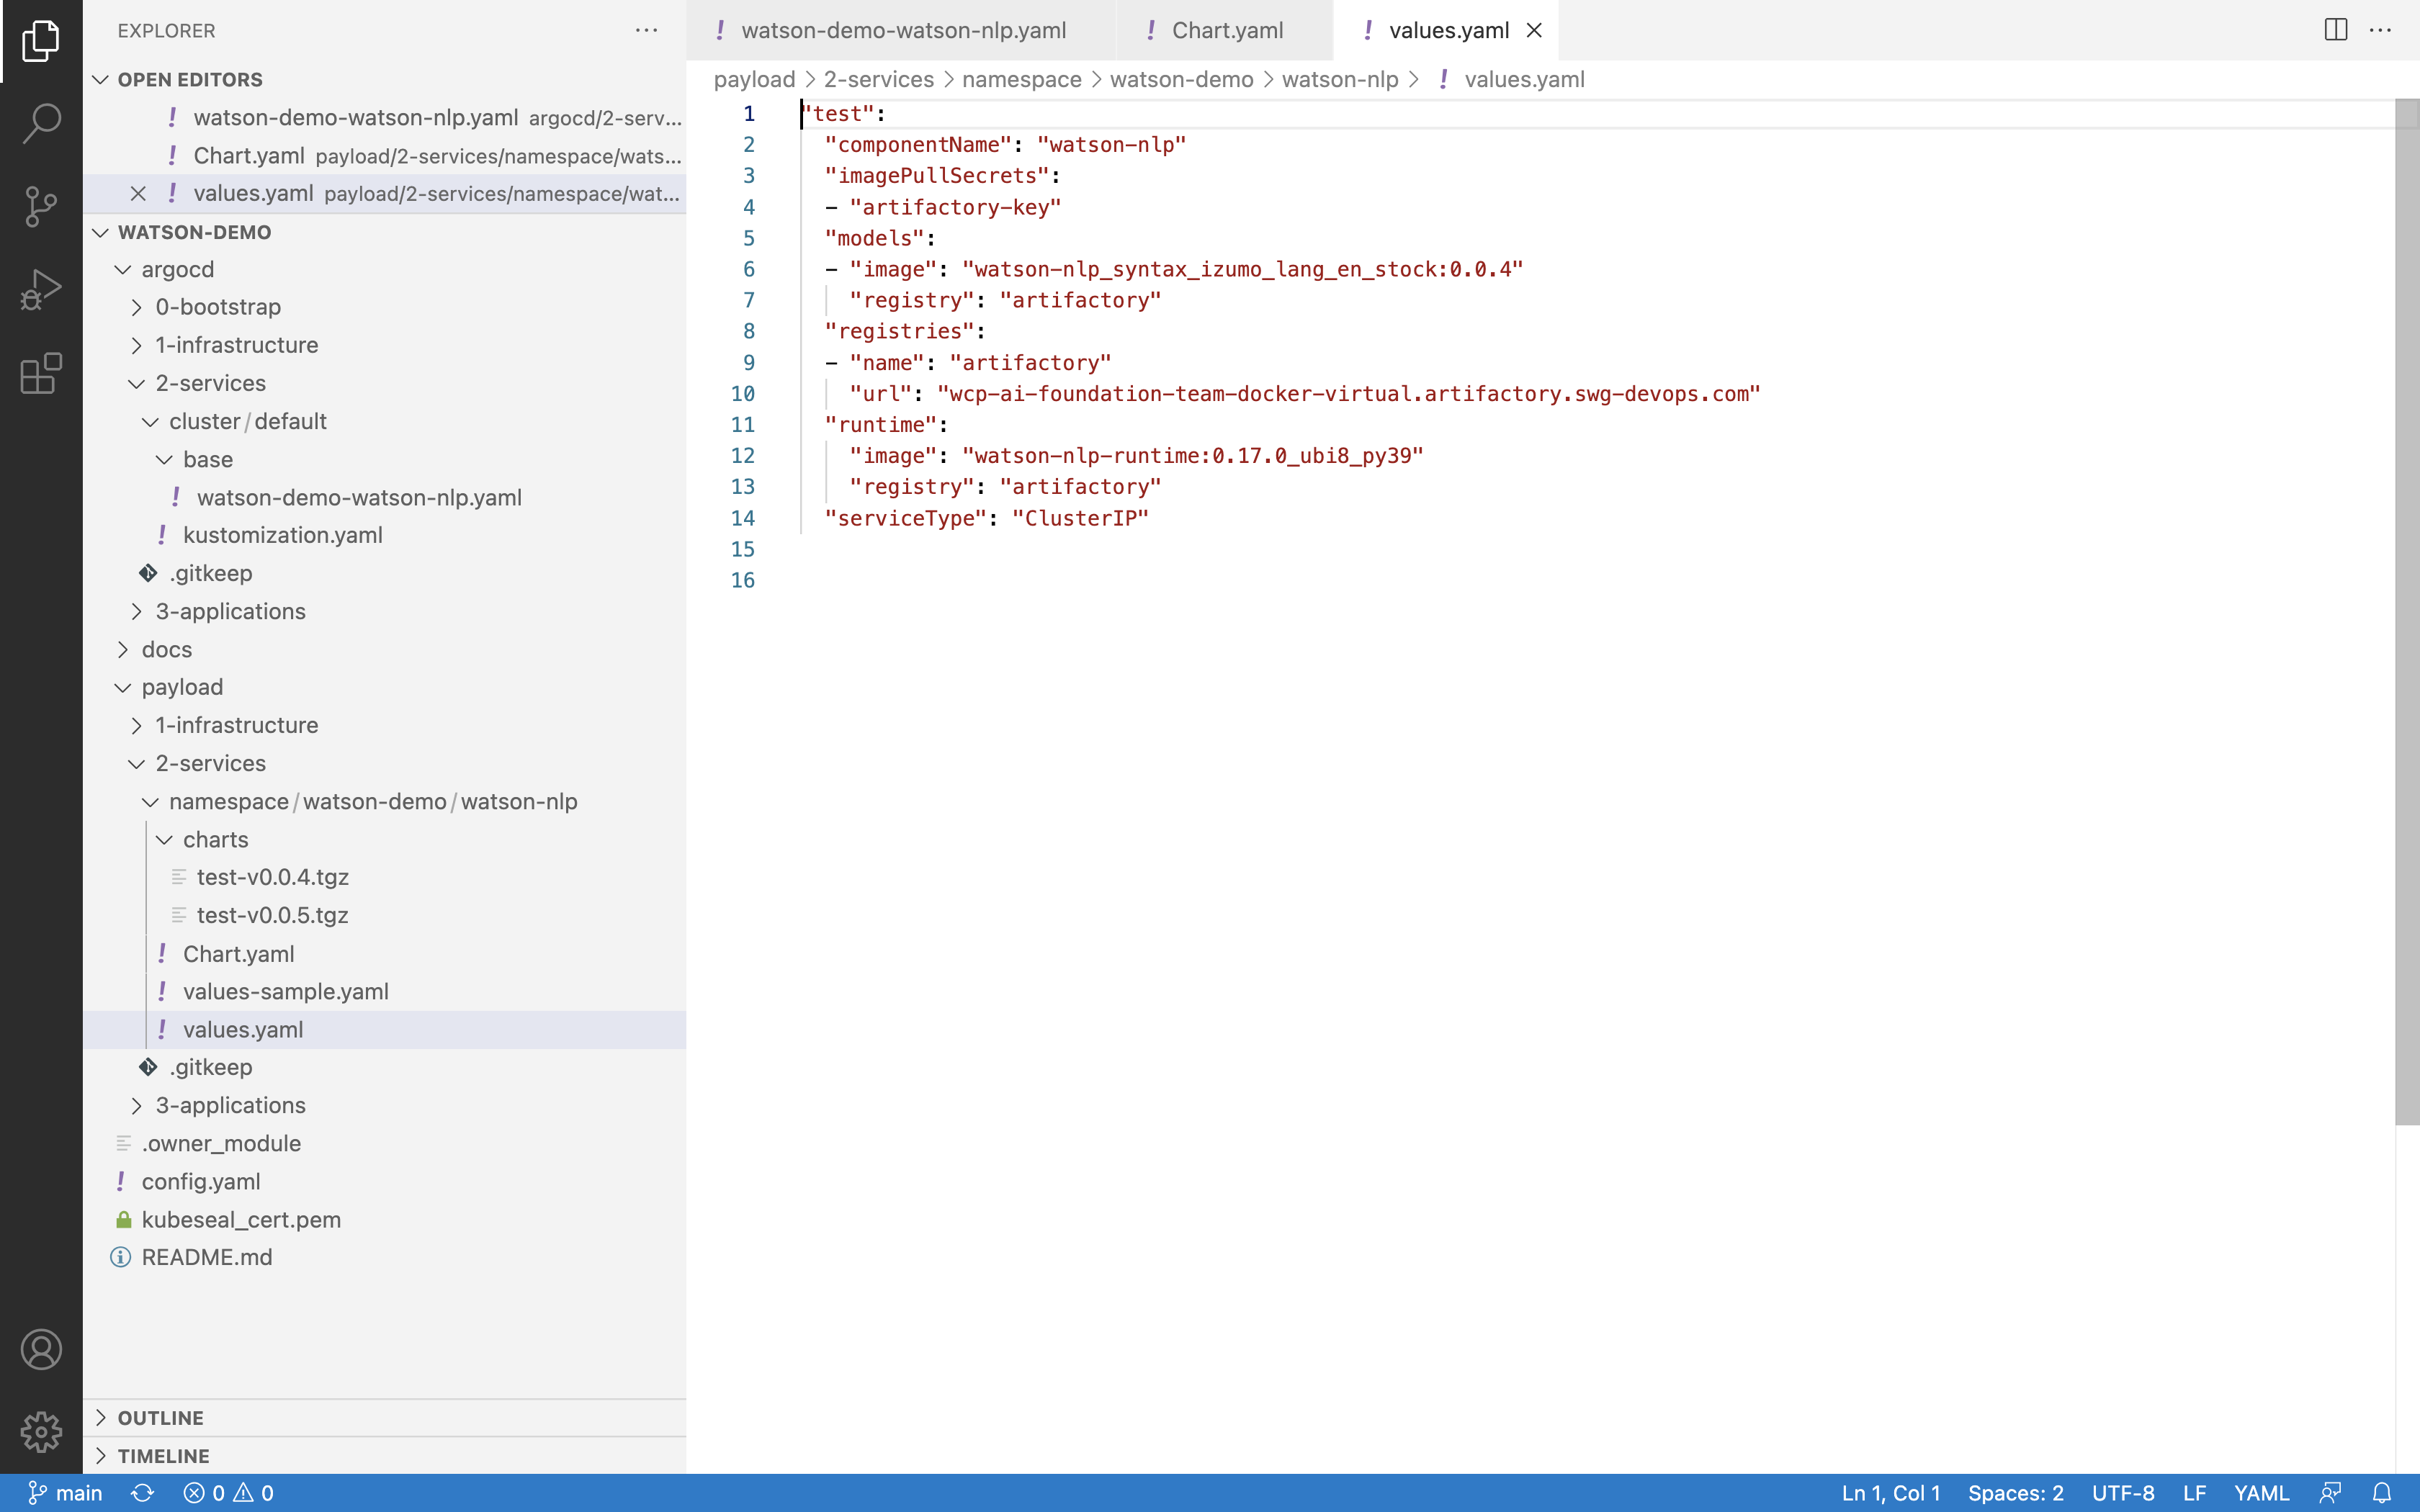 EXPLORER
OPEN EDITORS
watson-demo-watson-nlp.yaml argocd/2-serv...
Chart.yaml payload/2-services/namespace/wats...
values.yaml payload/2-services/namespace/wat...
WATSON-DEMO
argocd
0-bootstrap
1-infrastructure
2-services
cluster/default
base
watson-demo-watson-nlp.yaml
kustomization.yaml
.gitkeep
3-applications
docs
payload
1-infrastructure
2-services
namespace/watson-demo/watson-nlp
charts
test-v0.0.4.tgz
test-v0.0.5.tgz
Chart.yaml
values-sample.yaml
values.yaml
.gitkeep
3-applications
.owner_module
config.yaml
kubeseal_cert.pem
README.md
OUTLINE
TIMELINE
watson-demo-watson-nlp.yaml Chart.yaml values.yaml
payload > 2-services > namespace > watson-demo > watson-nlp > ! values.yaml
1 "test":
2 "componentName": "watson-nlp"
3 "imagePullSecrets":
4 - "artifactory-key"
5 "models":
6 - "image": "watson-nlp_syntax_izumo_lang_en_stock:0.0.4"
7 "registry": "artifactory"
8 "registries":
9 - "name": "artifactory"
10 "url": "wcp-ai-foundation-team-docker-virtual.artifactory.swg-devops.com"
11 "runtime":
12 "image": "watson-nlp-runtime:0.17.0_ubi8_py39"
13 "registry": "artifactory"
14 "serviceType": "ClusterIP"
15
16
main 0 0 Ln 1, Col 1 Spaces: 2 UTF-8 LF YAML